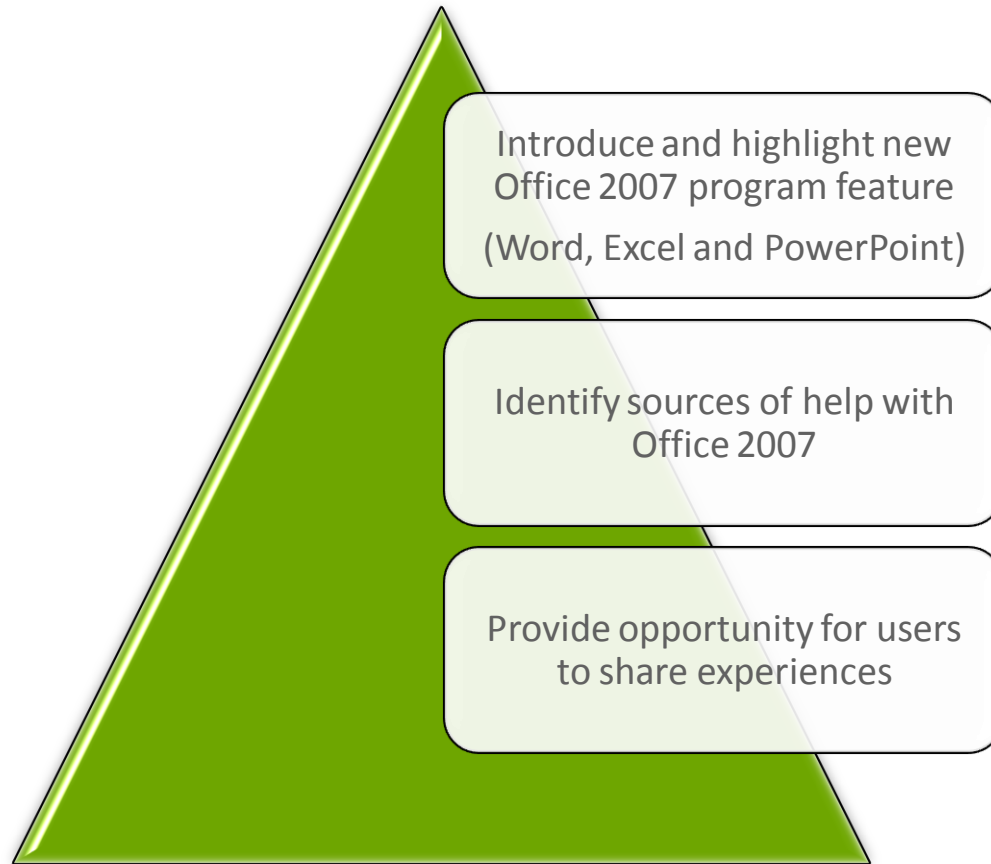 Introduce and highlight new
Office 2007 program feature
(Word, Excel and PowerPoint)
Identify sources of help with
Office 2007
Provide opportunity for users
to share experiences